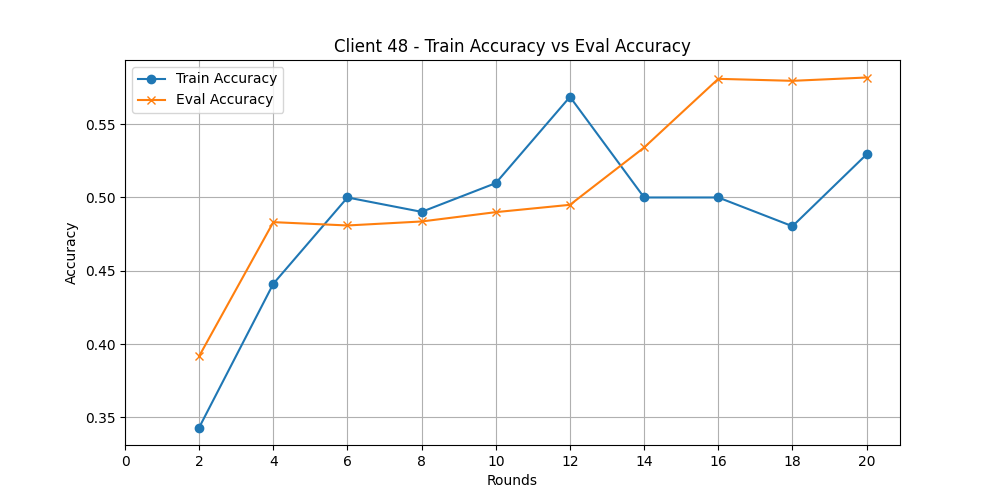 Client 48 - Train Accuracy vs Eval Accuracy
Train Accuracy
Eval Accuracy
0.55
0.50
0.45
0.40
0.35
Accuracy
0 2 4 6 8 10 12 14 16 18 20
Rounds